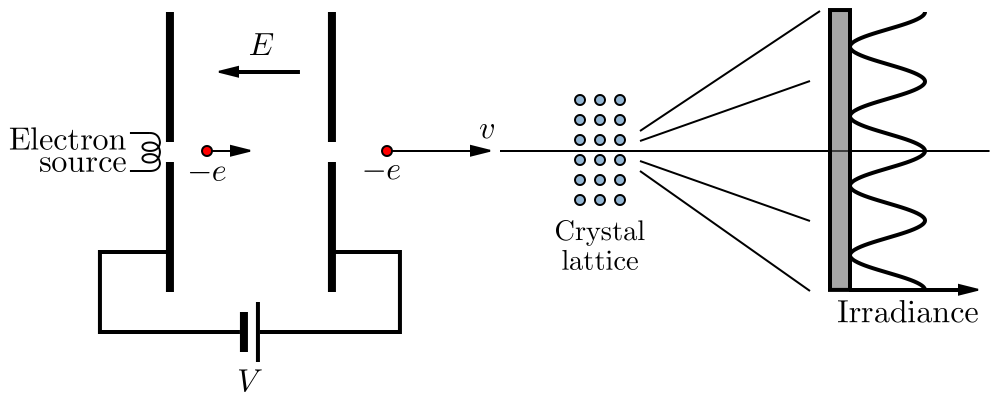 E
Electron
source
−e
−e
v
V
Crystal
lattice
Irradiance